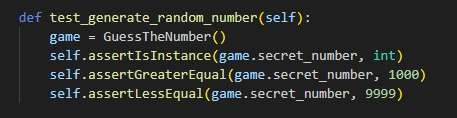 def test_generate_random_number(self):
    game = GuessTheNumber()
    self.assertIsInstance(game.secret_number, int)
    self.assertGreaterEqual(game.secret_number, 1000)
    self.assertLessEqual(game.secret_number, 9999)